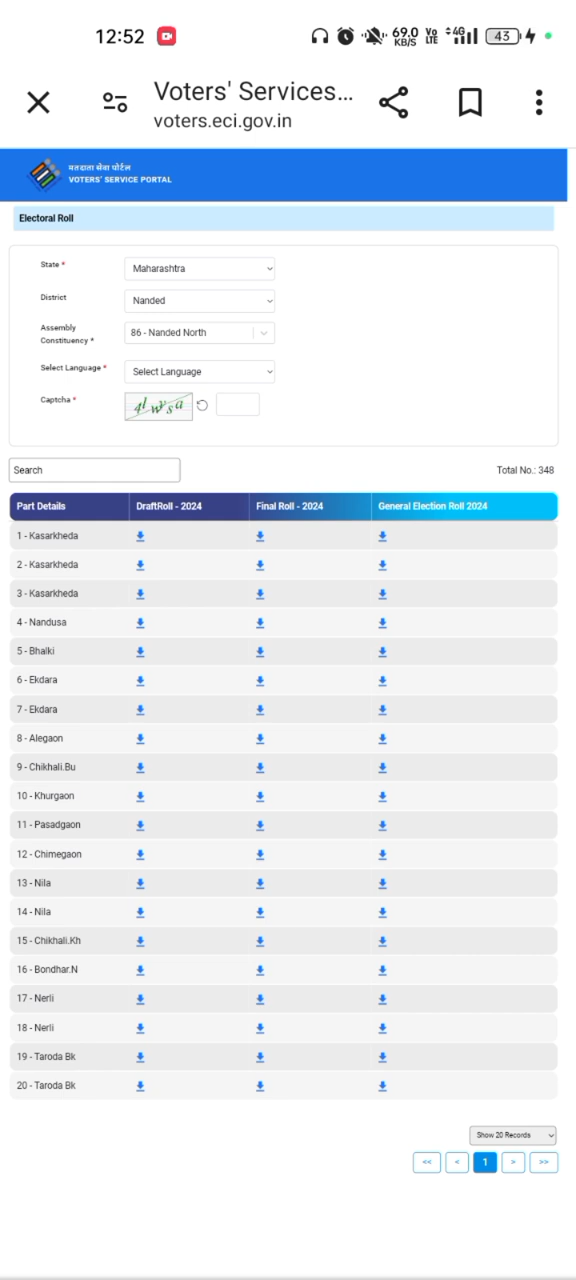 12:52
69.0 KB/S Vo LTE 4G 43
Voters' Services...
voters.eci.gov.in
मतदाता सेवा पोर्टल
VOTERS' SERVICE PORTAL
Electoral Roll
State * Maharashtra
District Nanded
Assembly Constituency * 86 - Nanded North
Select Language * Select Language
Captcha *
Search Total No.: 348
Part Details DraftRoll - 2024 Final Roll - 2024 General Election Roll 2024
1 - Kasarkheda
2 - Kasarkheda
3 - Kasarkheda
4 - Nandusa
5 - Bhalki
6 - Ekdara
7 - Ekdara
8 - Alegaon
9 - Chikhali.Bu
10 - Khurgaon
11 - Pasadgaon
12 - Chimegaon
13 - Nila
14 - Nila
15 - Chikhali.Kh
16 - Bondhar.N
17 - Nerli
18 - Nerli
19 - Taroda Bk
20 - Taroda Bk
Show 20 Records
<< < 1 > >>